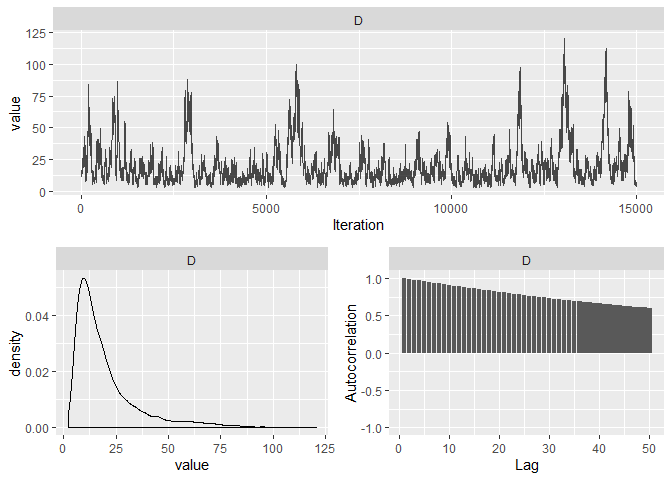 D
125
100
75
50
25
0
value
0 5000 10000 15000
Iteration
D
0.04
0.02
0.00
density
0 25 50 75 100 125
value
D
1.0
0.5
0.0
-0.5
-1.0
Autocorrelation
0 10 20 30 40 50
Lag